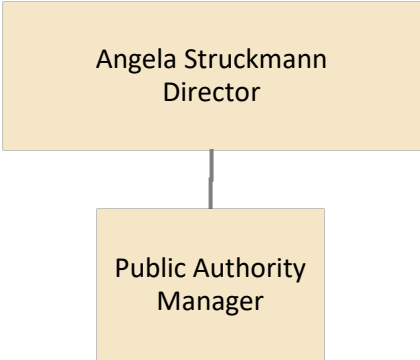 Angela Struckmann
Director
Public Authority
Manager